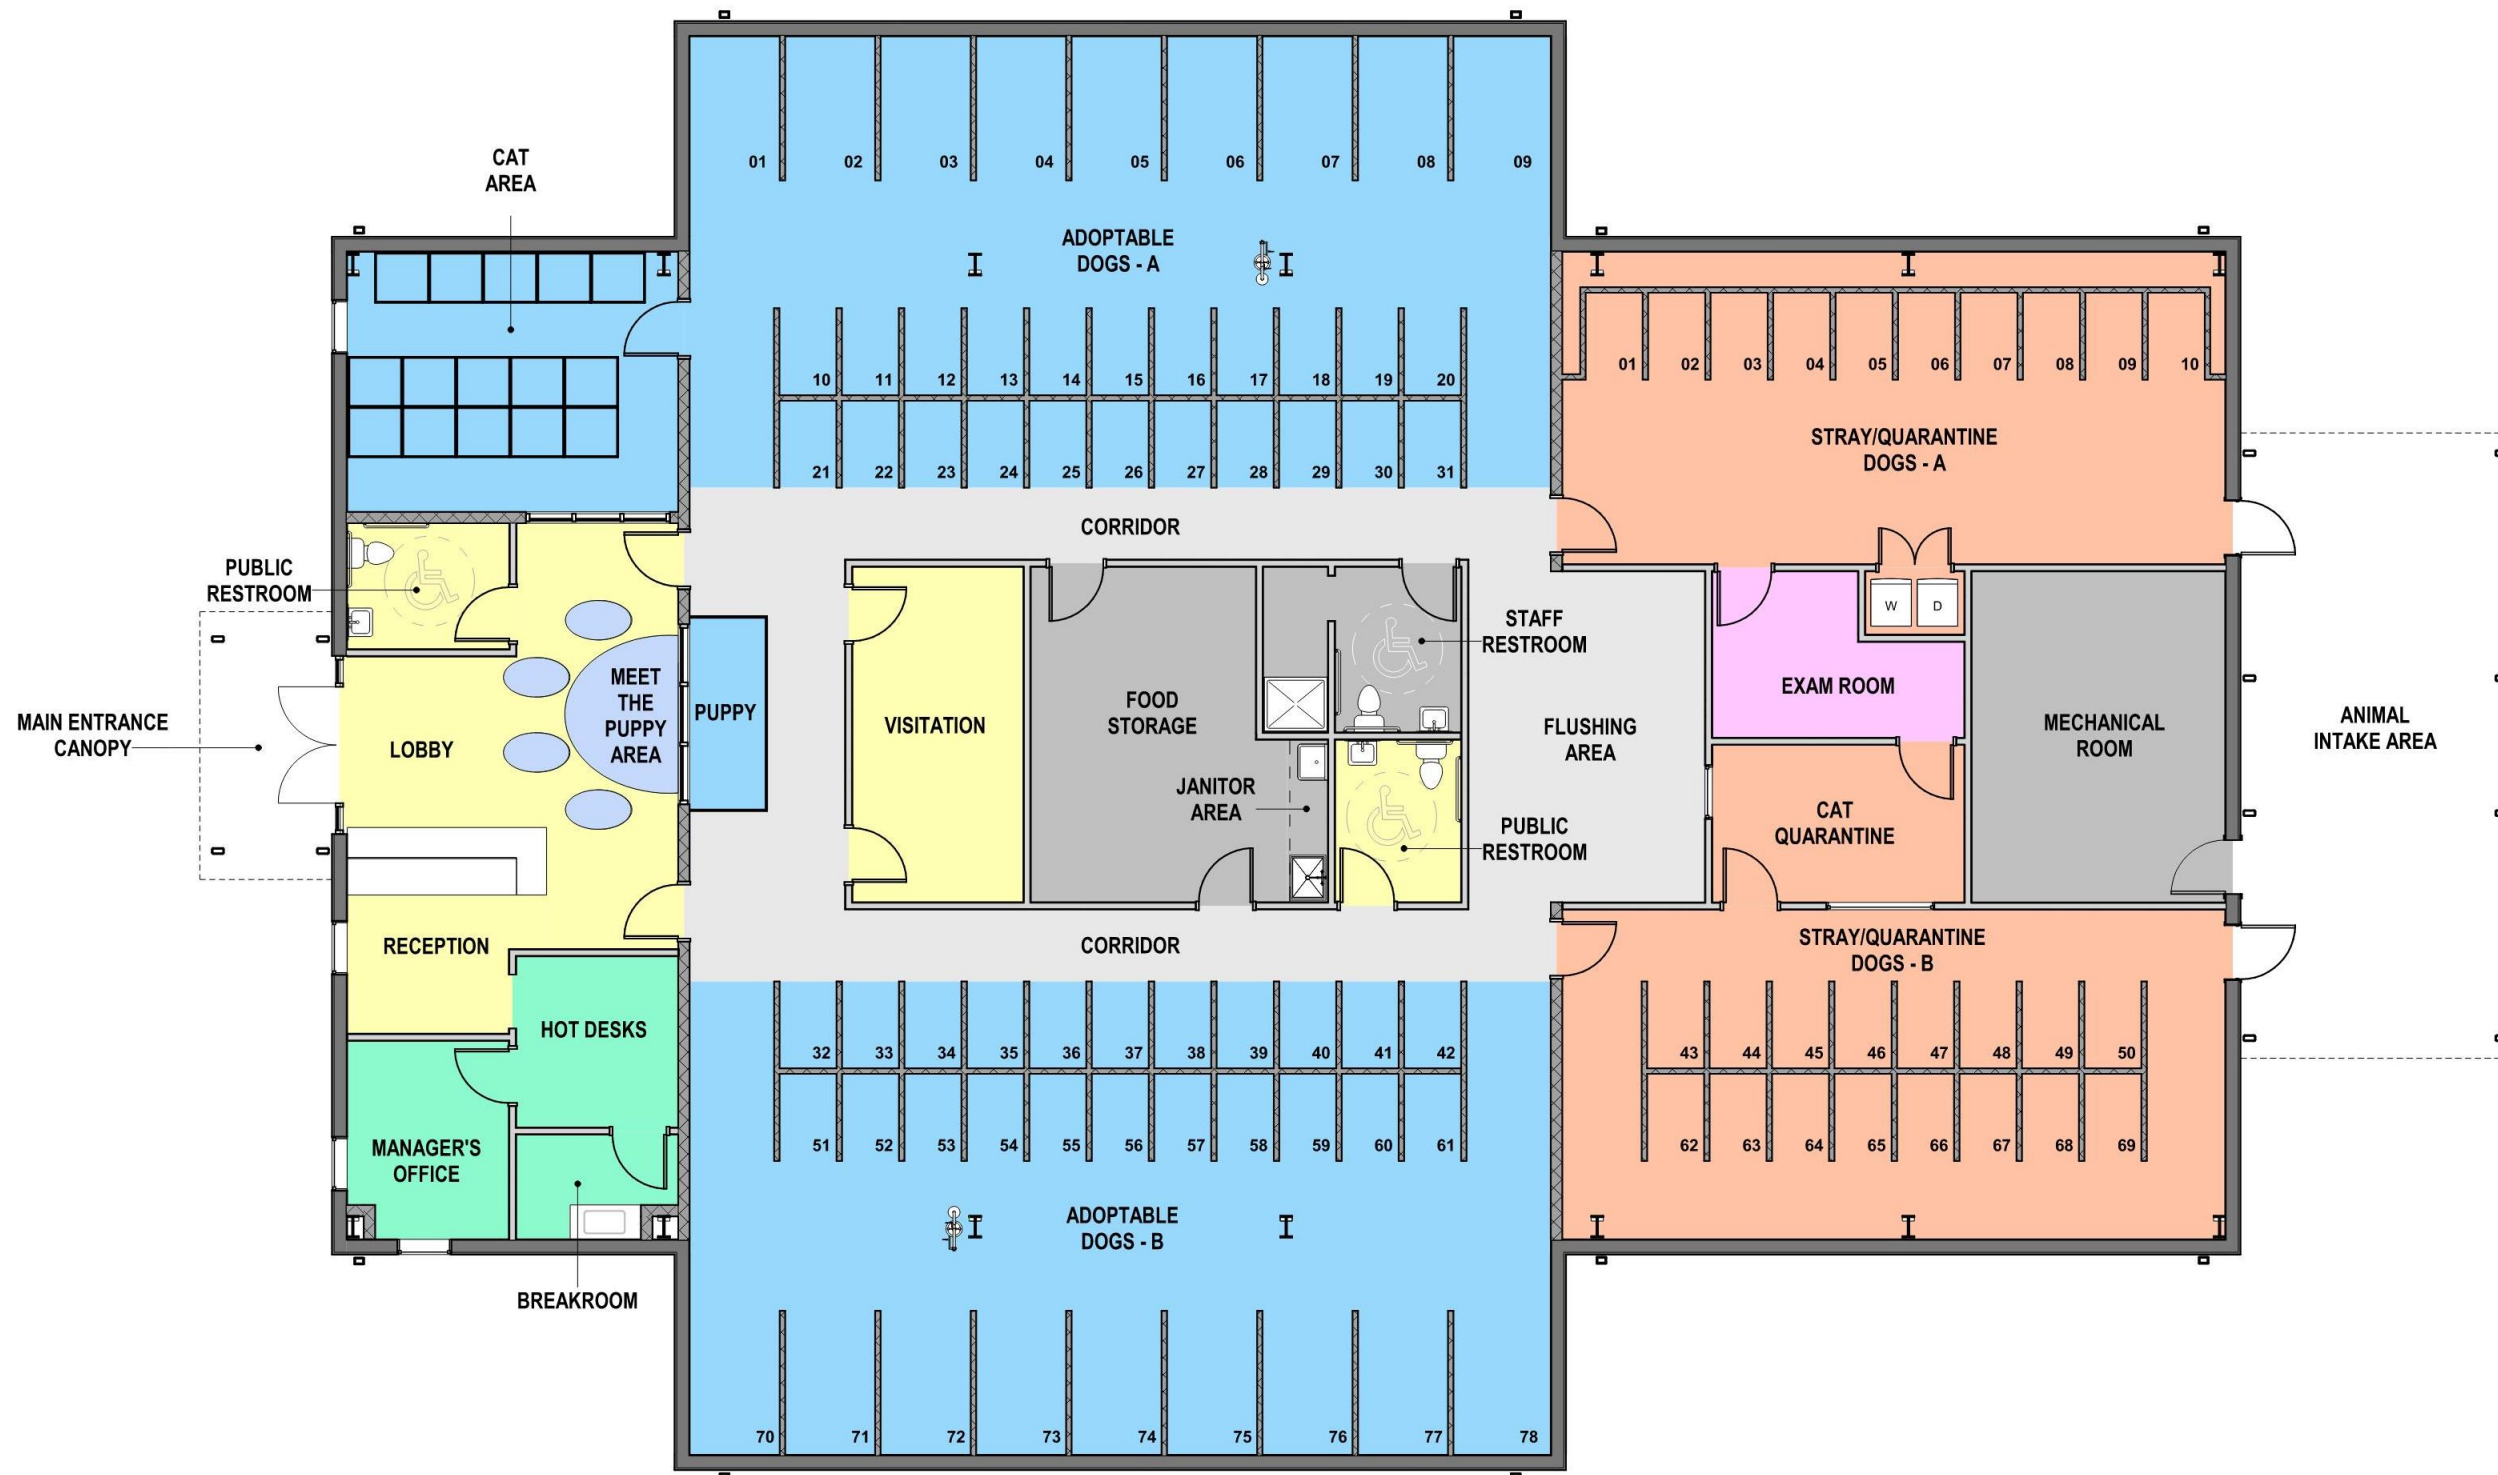 01 02 03 04 05 06 07 08 09
CAT
AREA
ADOPTABLE
DOGS - A
10 11 12 13 14 15 16 17 18 19 20
21 22 23 24 25 26 27 28 29 30 31
01 02 03 04 05 06 07 08 09 10
STRAY/QUARANTINE
DOGS - A
CORRIDOR
PUBLIC
RESTROOM
MAIN ENTRANCE
CANOPY
LOBBY
MEET
THE
PUPPY
AREA
PUPPY
VISITATION
FOOD
STORAGE
JANITOR
AREA
STAFF
RESTROOM
PUBLIC
RESTROOM
FLUSHING
AREA
W D
EXAM ROOM
CAT
QUARANTINE
MECHANICAL
ROOM
ANIMAL
INTAKE AREA
RECEPTION
CORRIDOR
STRAY/QUARANTINE
DOGS - B
HOT DESKS
MANAGER'S
OFFICE
BREAKROOM
32 33 34 35 36 37 38 39 40 41 42
43 44 45 46 47 48 49 50
51 52 53 54 55 56 57 58 59 60 61
62 63 64 65 66 67 68 69
ADOPTABLE
DOGS - B
70 71 72 73 74 75 76 77 78